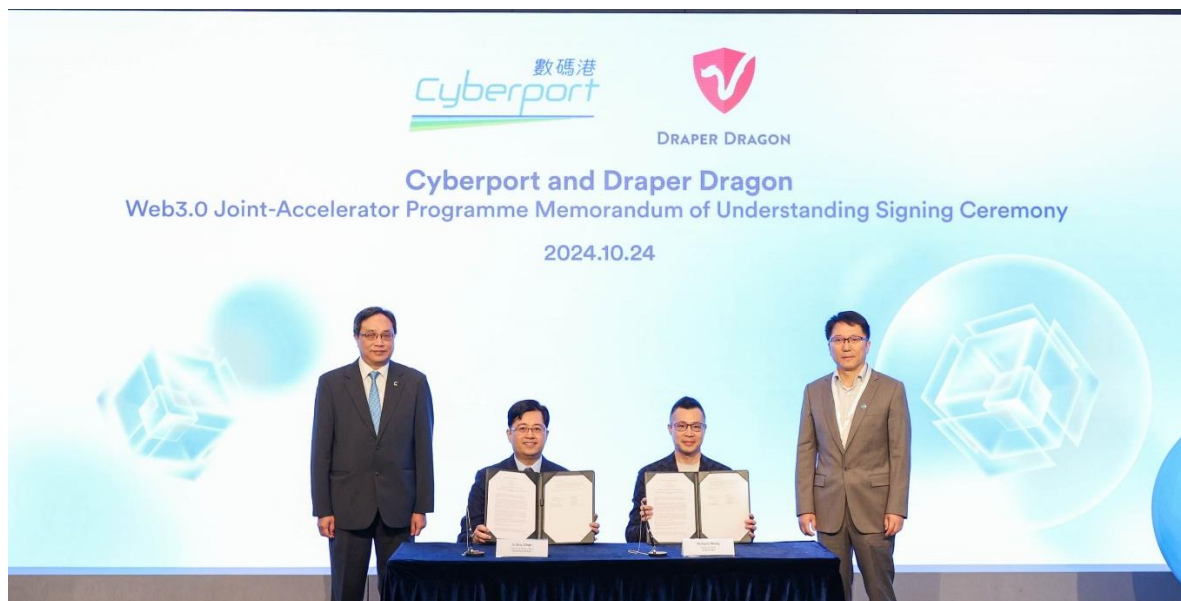 數碼港
Cyberport
DRAPER DRAGON
Cyberport and Draper Dragon
Web3.0 Joint-Accelerator Programme Memorandum of Understanding Signing Ceremony
2024.10.24